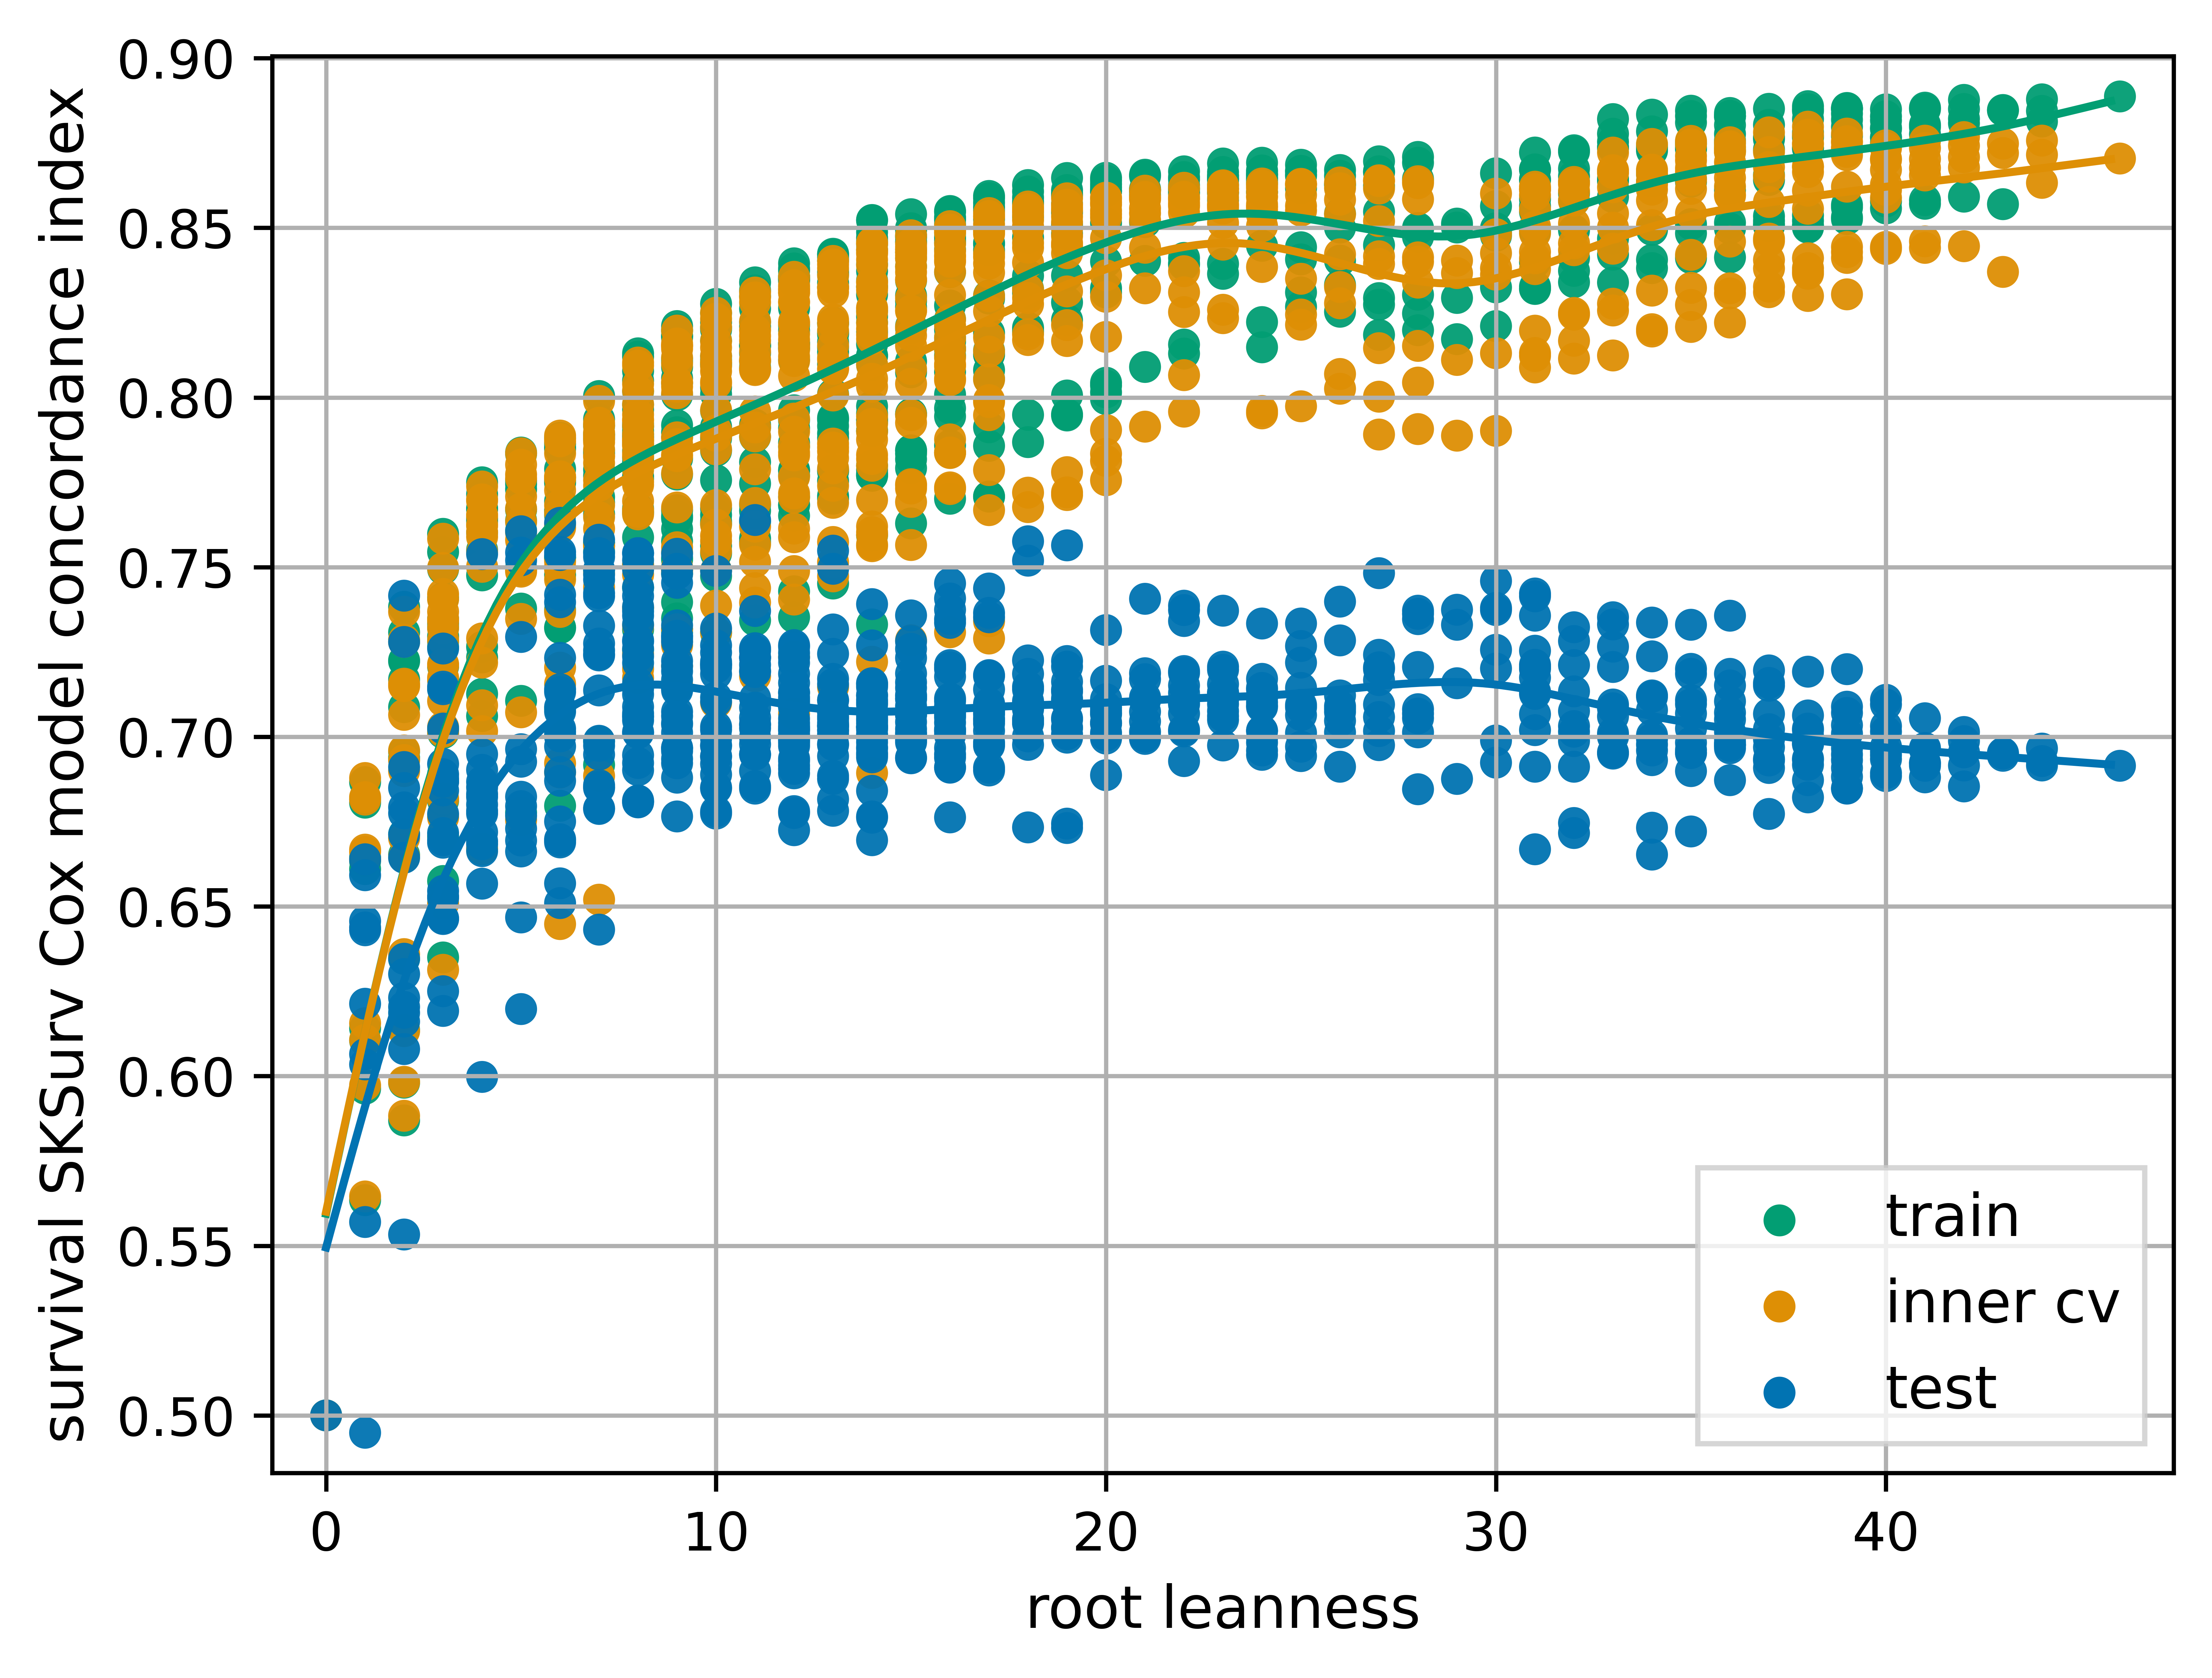 survival SKSurv Cox model concordance index
0.90
0.85
0.80
0.75
0.70
0.65
0.60
0.55
0.50
0 10 20 30 40
root leanness
train
inner cv
test